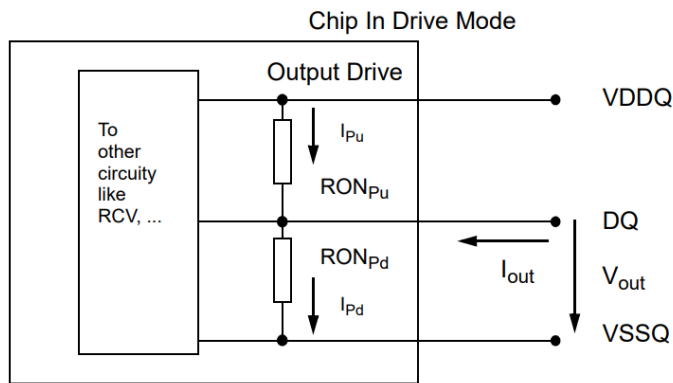 Chip In Drive Mode
Output Drive
VDDQ
To
other
circuity
like
RCV, ...
IPu
RONPu
DQ
RONPd
Iout
Vout
IPd
VSSQ